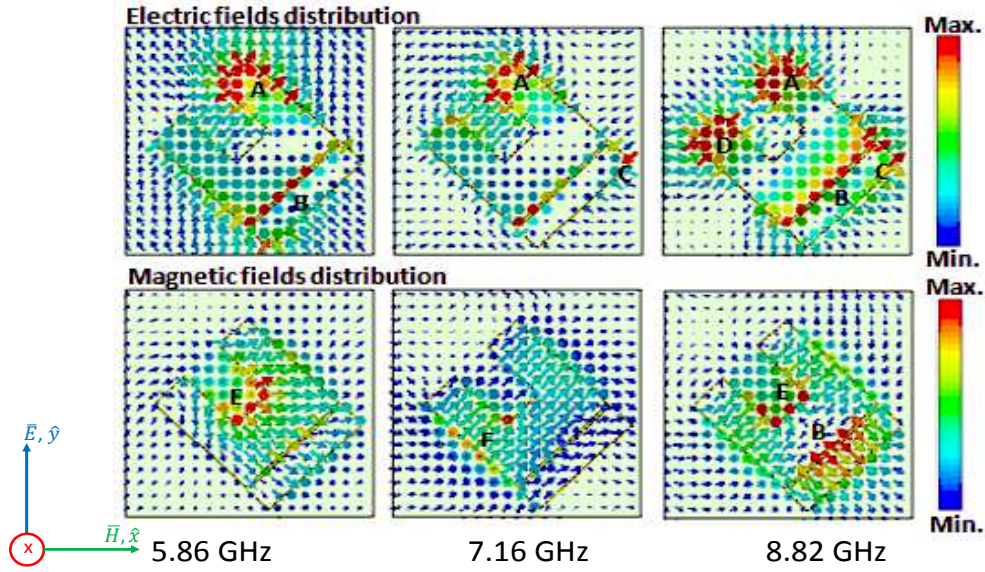 Electric fields distribution
Max.
A
B
A
C
A
D
B
C
Min.
Magnetic fields distribution
Max.
E
F
E
B
Min.
E̅, ŷ
x
H̅, x̂
5.86 GHz
7.16 GHz
8.82 GHz